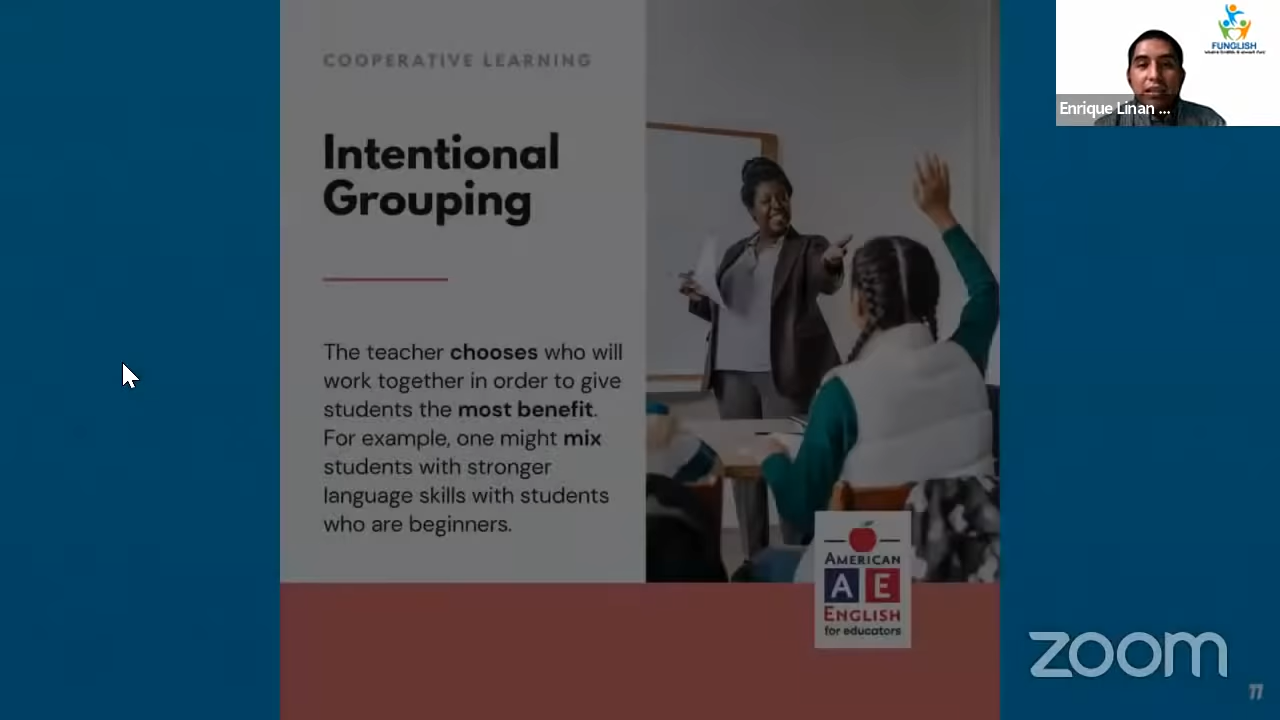 COOPERATIVE LEARNING
Intentional
Grouping
The teacher chooses who will
work together in order to give
students the most benefit.
For example, one might mix
students with stronger
language skills with students
who are beginners.
AMERICAN
A E
ENGLISH
for educators
FUNGLISH
Enrique Linan ...
zoom
11